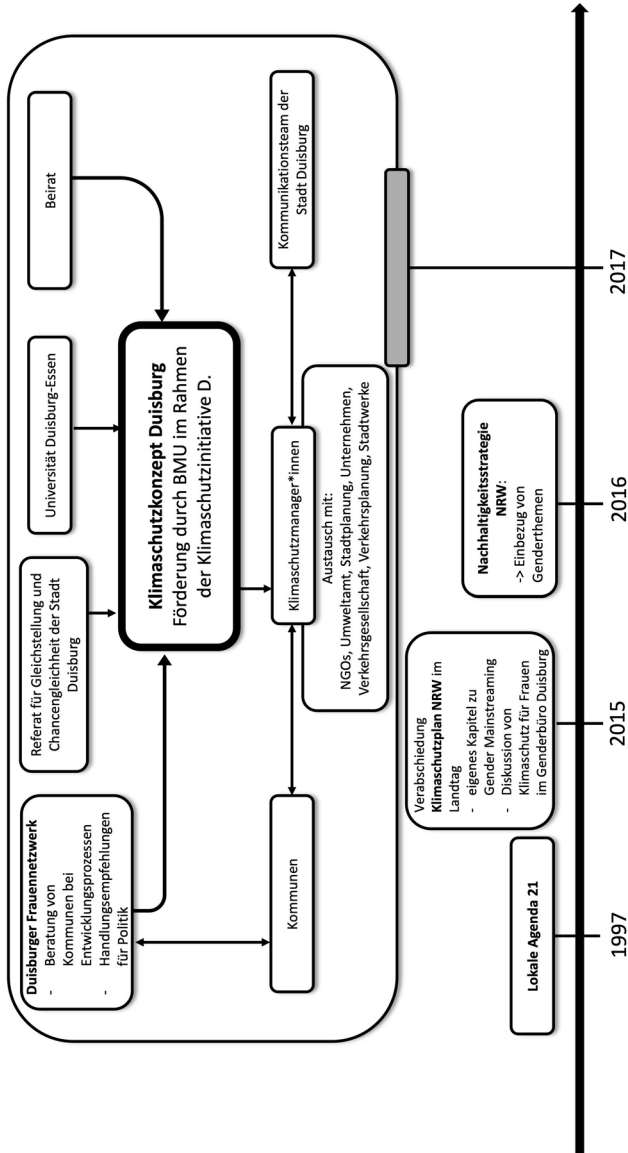 Duisburger Frauennetzwerk
- Beratung von
Kommunen bei
Entwicklungsprozessen
- Handlungsempfehlungen
für Politik
Referat für Gleichstellung und
Chancengleichheit der Stadt
Duisburg
Universität Duisburg-Essen
Beirat
Klimaschutzkonzept Duisburg
Förderung durch BMU im Rahmen
der Klimaschutzinitiative D.
Kommunen
Klimaschutzmanager*innen
Kommunikationsteam der
Stadt Duisburg
Austausch mit:
NGOs, Umweltamt, Stadtplanung, Unternehmen,
Verkehrsgesellschaft, Verkehrsplanung, Stadtwerke
Lokale Agenda 21
Verabschiedung
Klimaschutzplan NRW im
Landtag
- eigenes Kapitel zu
Gender Mainstreaming
- Diskussion von
Klimaschutz für Frauen
im Genderbüro Duisburg
Nachhaltigkeitsstrategie
NRW:
-> Einbezug von
Genderthemen
1997
2015
2016
2017